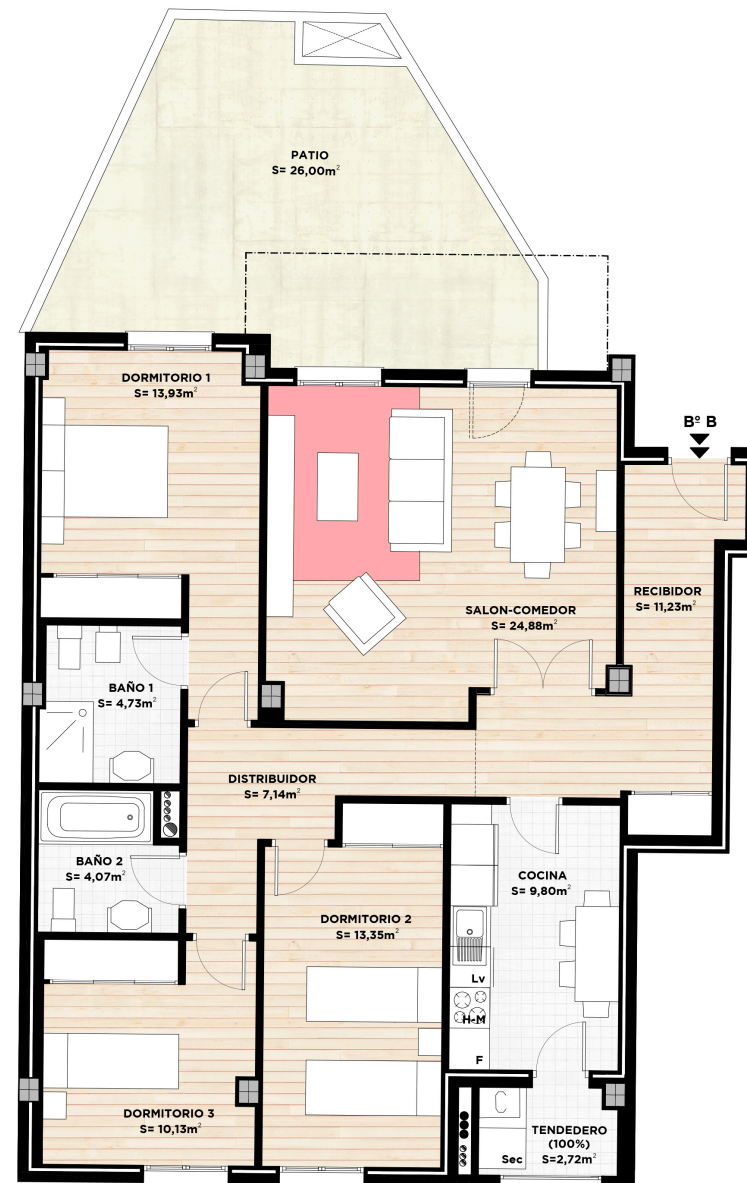 PATIO
S= 26,00m²
DORMITORIO 1
S= 13,93m²
Bº B
RECIBIDOR
S= 11,23m²
SALON-COMEDOR
S= 24,88m²
BAÑO 1
S= 4,73m²
DISTRIBUIDOR
S= 7,14m²
BAÑO 2
S= 4,07m²
COCINA
S= 9,80m²
DORMITORIO 2
S= 13,35m²
Lv
H-M
F
DORMITORIO 3
S= 10,13m²
TENDEDERO
(100%)
S=2,72m²
Sec